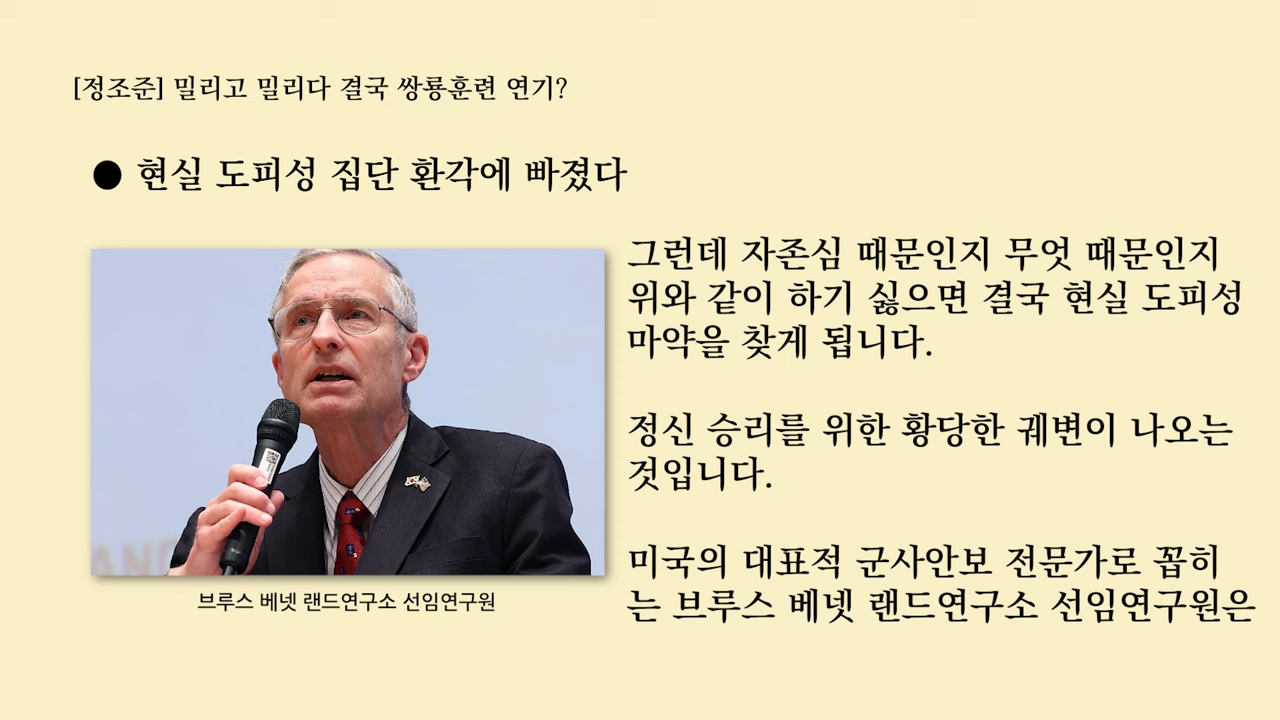 [정조준] 밀리고 밀리다 결국 쌍룡훈련 연기?
● 현실 도피성 집단 환각에 빠졌다
그런데 자존심 때문인지 무엇 때문인지
위와 같이 하기 싫으면 결국 현실 도피성
마약을 찾게 됩니다.
정신 승리를 위한 황당한 궤변이 나오는
것입니다.
미국의 대표적 군사안보 전문가로 꼽히
는 브루스 베넷 랜드연구소 선임연구원은
AND
브루스 베넷 랜드연구소 선임연구원